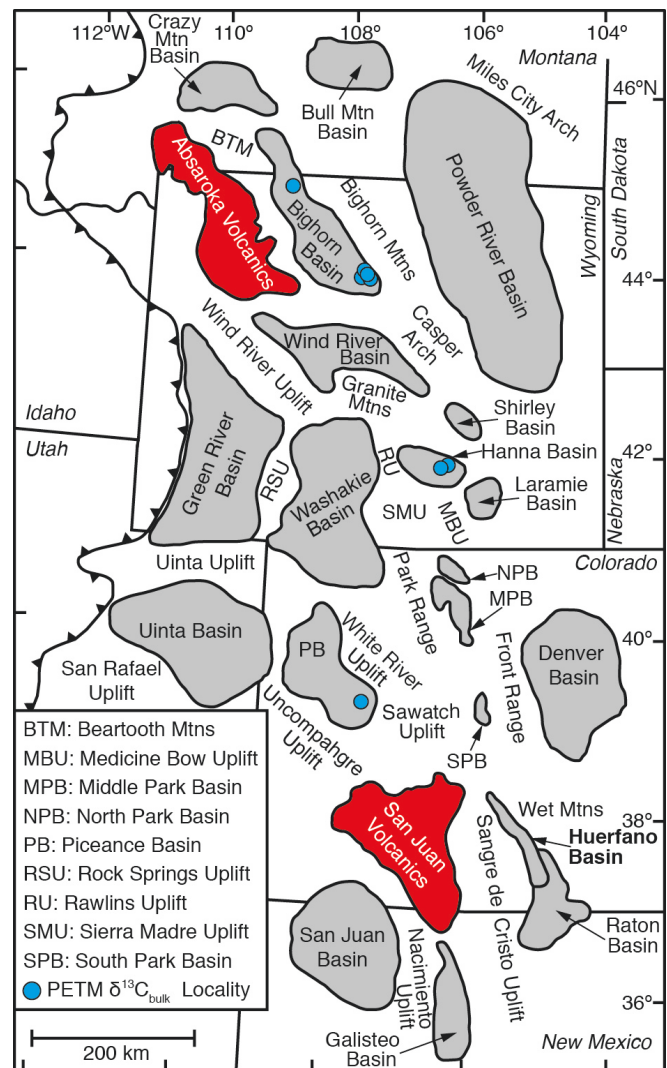 112°W
110°
108°
106°
104°
Crazy
Mtn
Basin
Bull Mtn
Basin
Montana
Miles City Arch
46°N
BTM
Absaroka Volcanics
Bighorn
Basin
Bighorn Mtns
Powder River Basin
South Dakota
Wyoming
44°
Wind River Uplift
Wind River
Basin
Casper
Arch
Granite
Mtns
Idaho
Utah
Green River
Basin
RSU
Washakie
Basin
RU
Shirley
Basin
Hanna Basin
42°
SMU
MBU
Laramie
Basin
Nebraska
Uinta Uplift
Colorado
NPB
MPB
Park Range
Front Range
Uinta Basin
PB
White River
Uplift
40°
Denver
Basin
San Rafael
Uplift
Uncompahgre
Uplift
Sawatch
Uplift
SPB
BTM: Beartooth Mtns
MBU: Medicine Bow Uplift
MPB: Middle Park Basin
NPB: North Park Basin
PB: Piceance Basin
RSU: Rock Springs Uplift
RU: Rawlins Uplift
SMU: Sierra Madre Uplift
SPB: South Park Basin
PETM δ¹³C_bulk Locality
San Juan
Volcanics
Wet Mtns
38°
Huerfano
Basin
Sangre de
Cristo Uplift
Raton
Basin
San Juan
Basin
Nacimiento
Uplift
Galisteo
Basin
36°
New Mexico
200 km